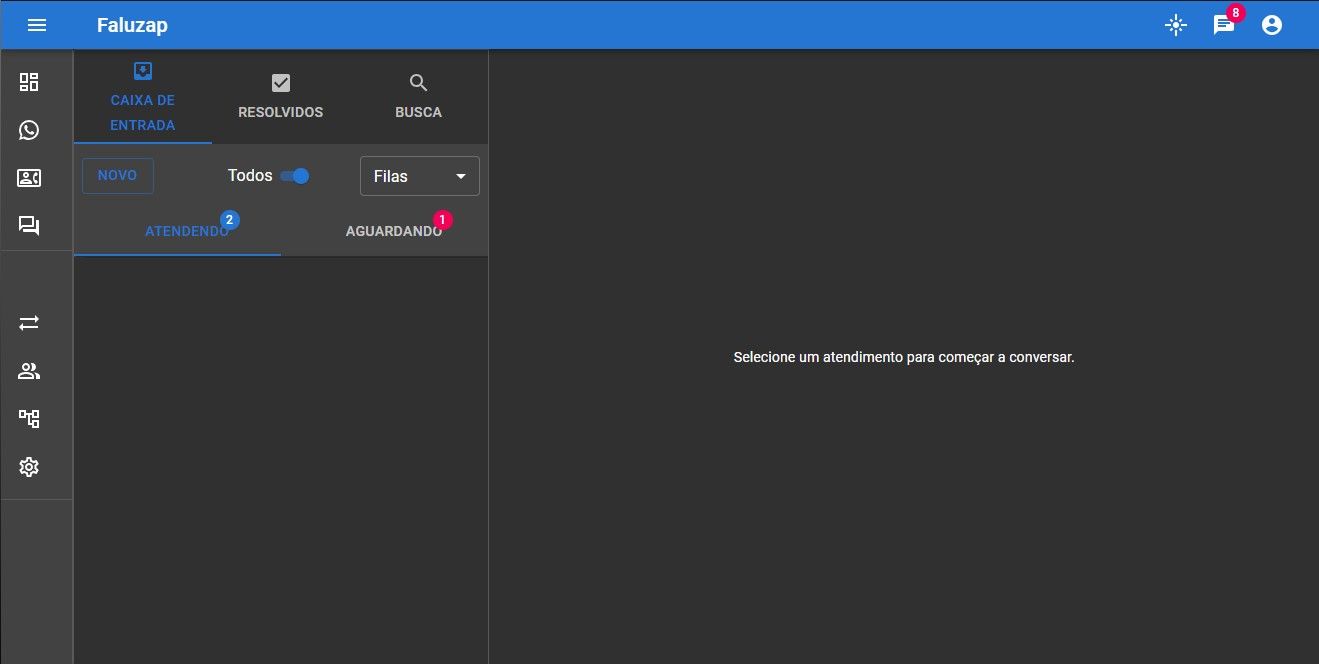 Faluzap
8
CAIXA DE
ENTRADA
RESOLVIDOS
BUSCA
NOVO
Todos
Filas
ATENDENDO
2
AGUARDANDO
1
Selecione um atendimento para começar a conversar.